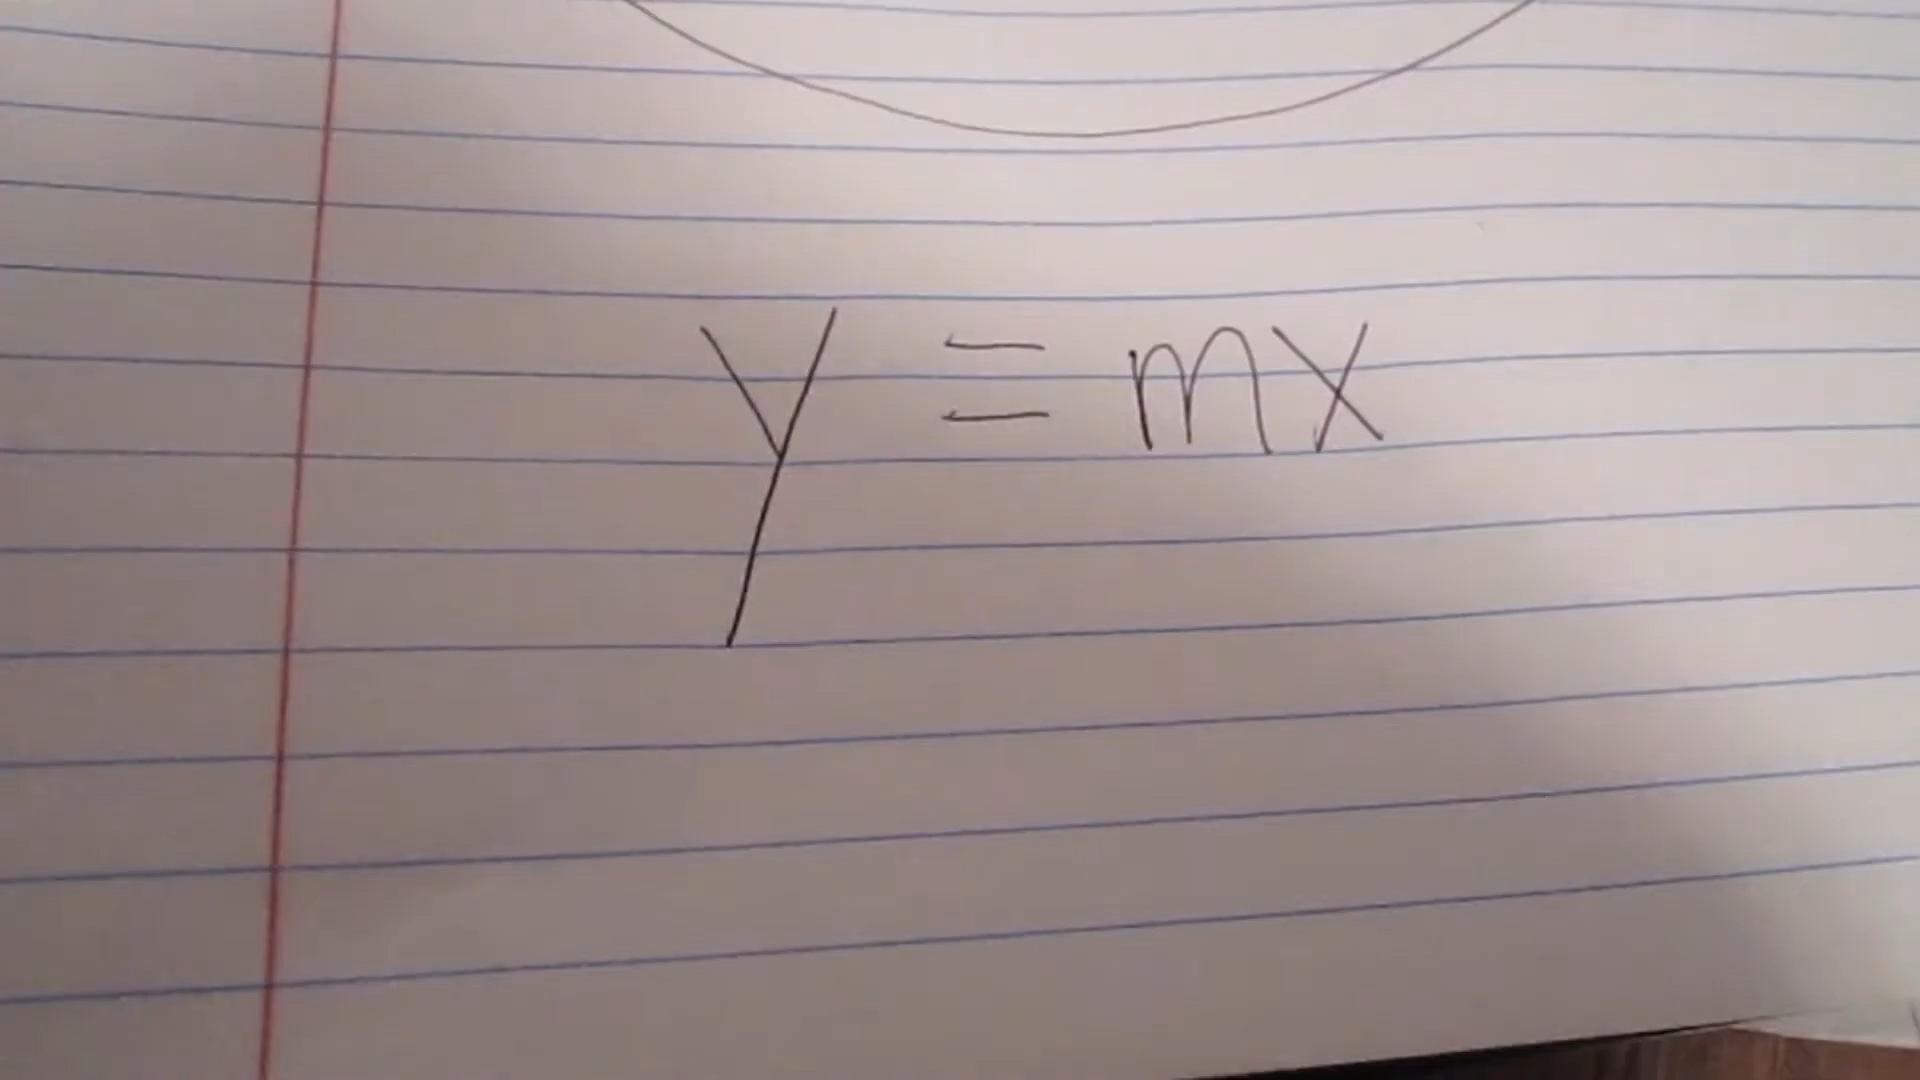 y = mx